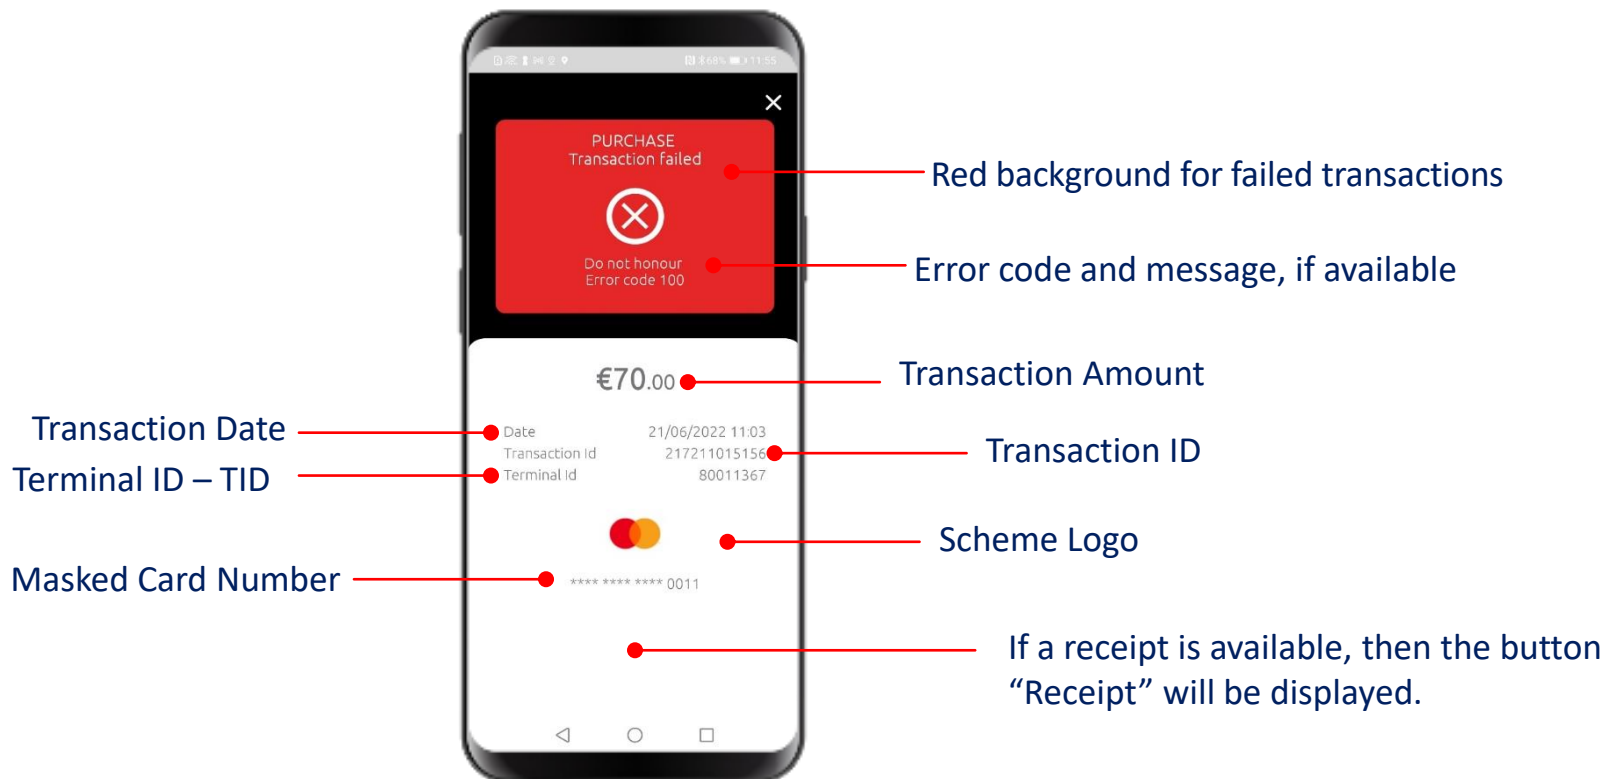 68% 11:55
PURCHASE
Transaction failed
Red background for failed transactions
Do not honour
Error code 100
Error code and message, if available
€70.00
Transaction Amount
Transaction Date
Date 21/06/2022 11:03
Transaction Id 217211015156
Transaction ID
Terminal ID – TID
Terminal Id 80011367
Scheme Logo
Masked Card Number
**** **** **** 0011
If a receipt is available, then the button
“Receipt” will be displayed.